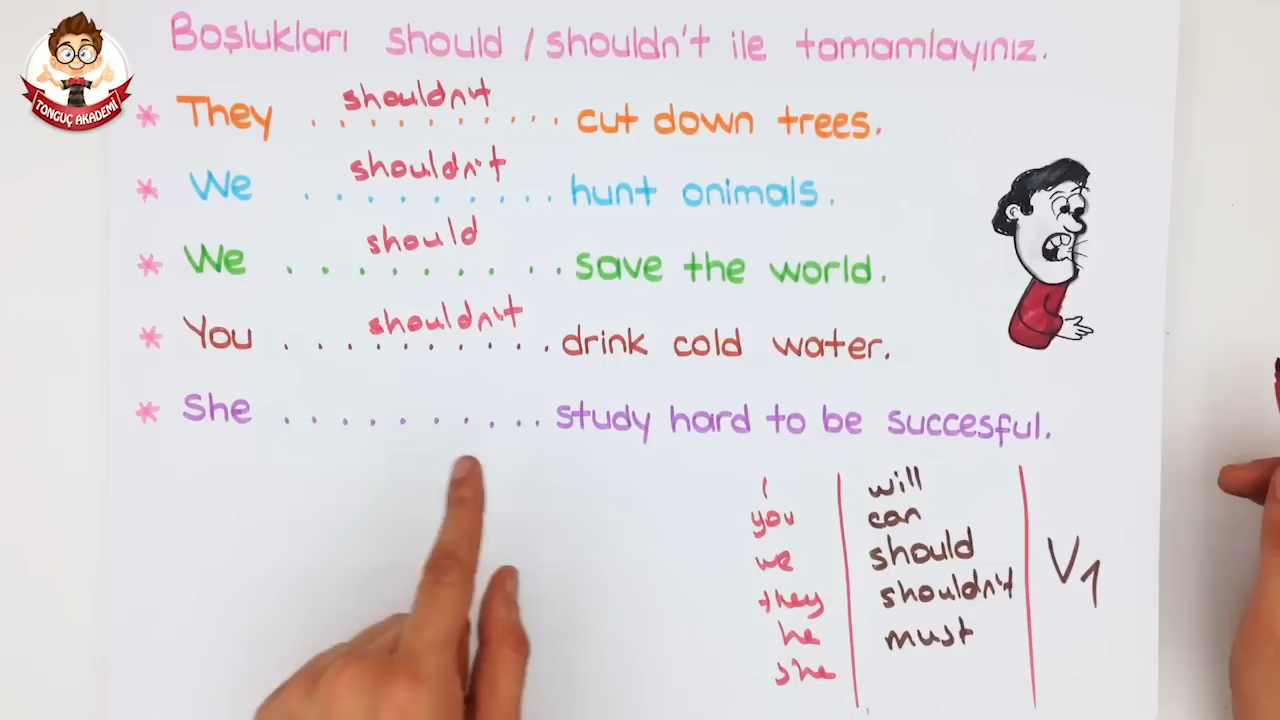 TONGUÇ AKADEMİ
Boşlukları should / shouldn't ile tamamlayınız.
* They shouldn't .......... cut down trees.
* We shouldn't .......... hunt animals.
* We should .......... save the world.
* You shouldn't .......... drink cold water.
* She .......... study hard to be succesful.
I will
you can
we should V1
they shouldn't
he must
she